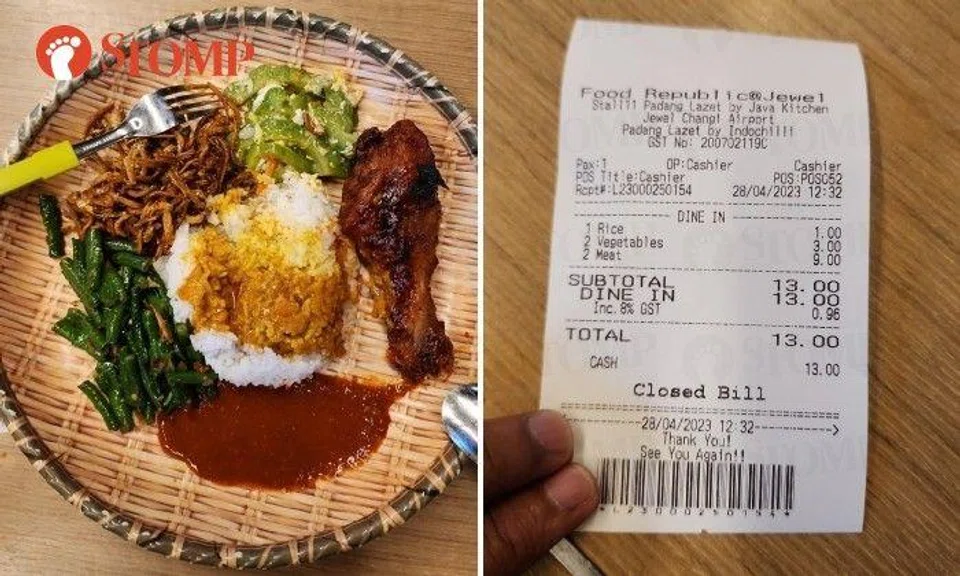 STOMP
Food Republic@Jewel
Stall11 Padang Lazet by Java Kitchen
Jewel Changi Airport
Padang Lazet by Indochilli
GST No: 200702119C
Pax:1 OP:Cashier Cashier
POS Title:Cashier POS:POS052
Rcpt#:L23000250154 28/04/2023 12:32
DINE IN
1 Rice 1.00
2 Vegetables 3.00
2 Meat 9.00
SUBTOTAL 13.00
DINE IN 13.00
Inc.8% GST 0.96
TOTAL 13.00
CASH 13.00
Closed Bill
28/04/2023 12:32
Thank You!
See You Again!!
*L23000250154*